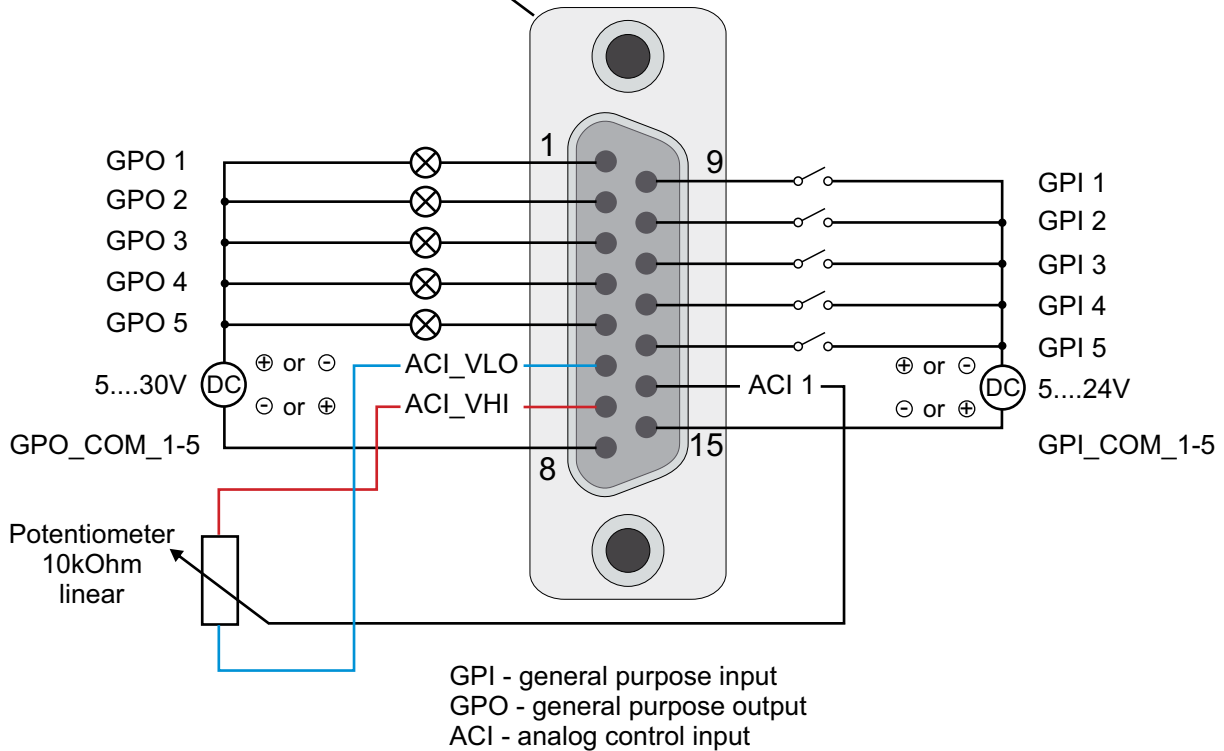 1
9
GPO 1
GPO 2
GPO 3
GPO 4
GPO 5
GPI 1
GPI 2
GPI 3
GPI 4
GPI 5
ACI_VLO
ACI_VHI
ACI 1
5....30V
DC
⊕ or ⊖
⊖ or ⊕
⊕ or ⊖
⊖ or ⊕
DC
5....24V
GPO_COM_1-5
8
15
GPI_COM_1-5
Potentiometer
10kOhm
linear
GPI - general purpose input
GPO - general purpose output
ACI - analog control input